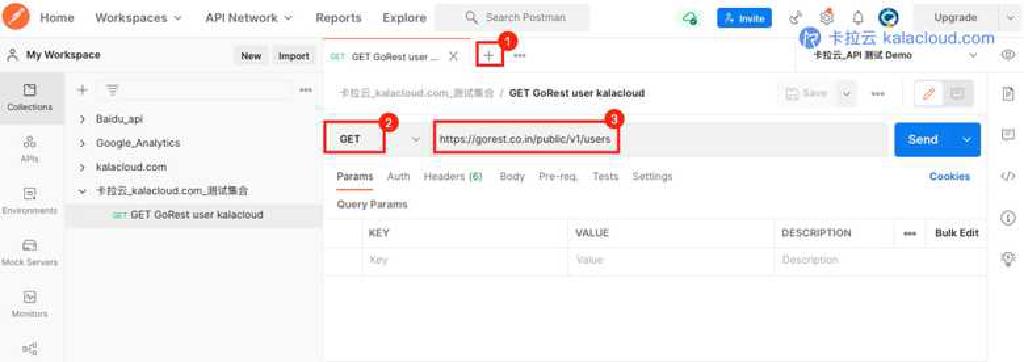 Home Workspaces API Network Reports Explore Search Postman Invite Upgrade
卡拉云 kalacloud.com
My Workspace New Import GET GoRest user ... 1 卡拉云_API 测试 Demo
Collections
卡拉云_kalacloud.com_测试集合 / GET GoRest user kalacloud Save
Baidu_api
2 3
Google_Analytics
GET https://gorest.co.in/public/v1/users Send
APIs
kalacloud.com
Params Auth Headers (6) Body Pre-req. Tests Settings Cookies
卡拉云_kalacloud.com_测试集合
Environments
Query Params
GET GET GoRest user kalacloud
KEY VALUE DESCRIPTION Bulk Edit
Mock Servers
Key Value Description
Monitors